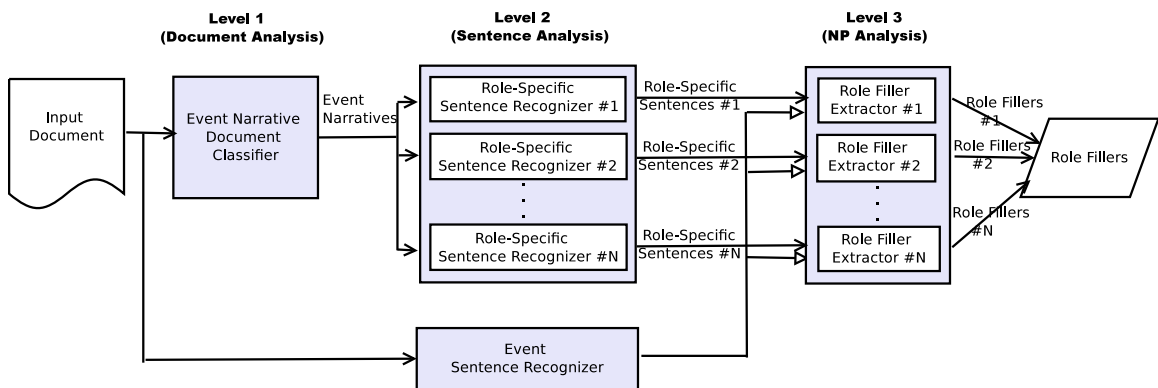 Level 1
(Document Analysis)
Level 2
(Sentence Analysis)
Level 3
(NP Analysis)
Input
Document
Event Narrative
Document
Classifier
Event
Narratives
Role-Specific
Sentence Recognizer #1
Role-Specific
Sentence Recognizer #2
Role-Specific
Sentence Recognizer #N
Role-Specific
Sentences #1
Role-Specific
Sentences #2
Role-Specific
Sentences #N
Role Filler
Extractor #1
Role Filler
Extractor #2
Role Filler
Extractor #N
Role Fillers
#1
Role Fillers
#2
Role Fillers
#N
Role Fillers
Event
Sentence Recognizer